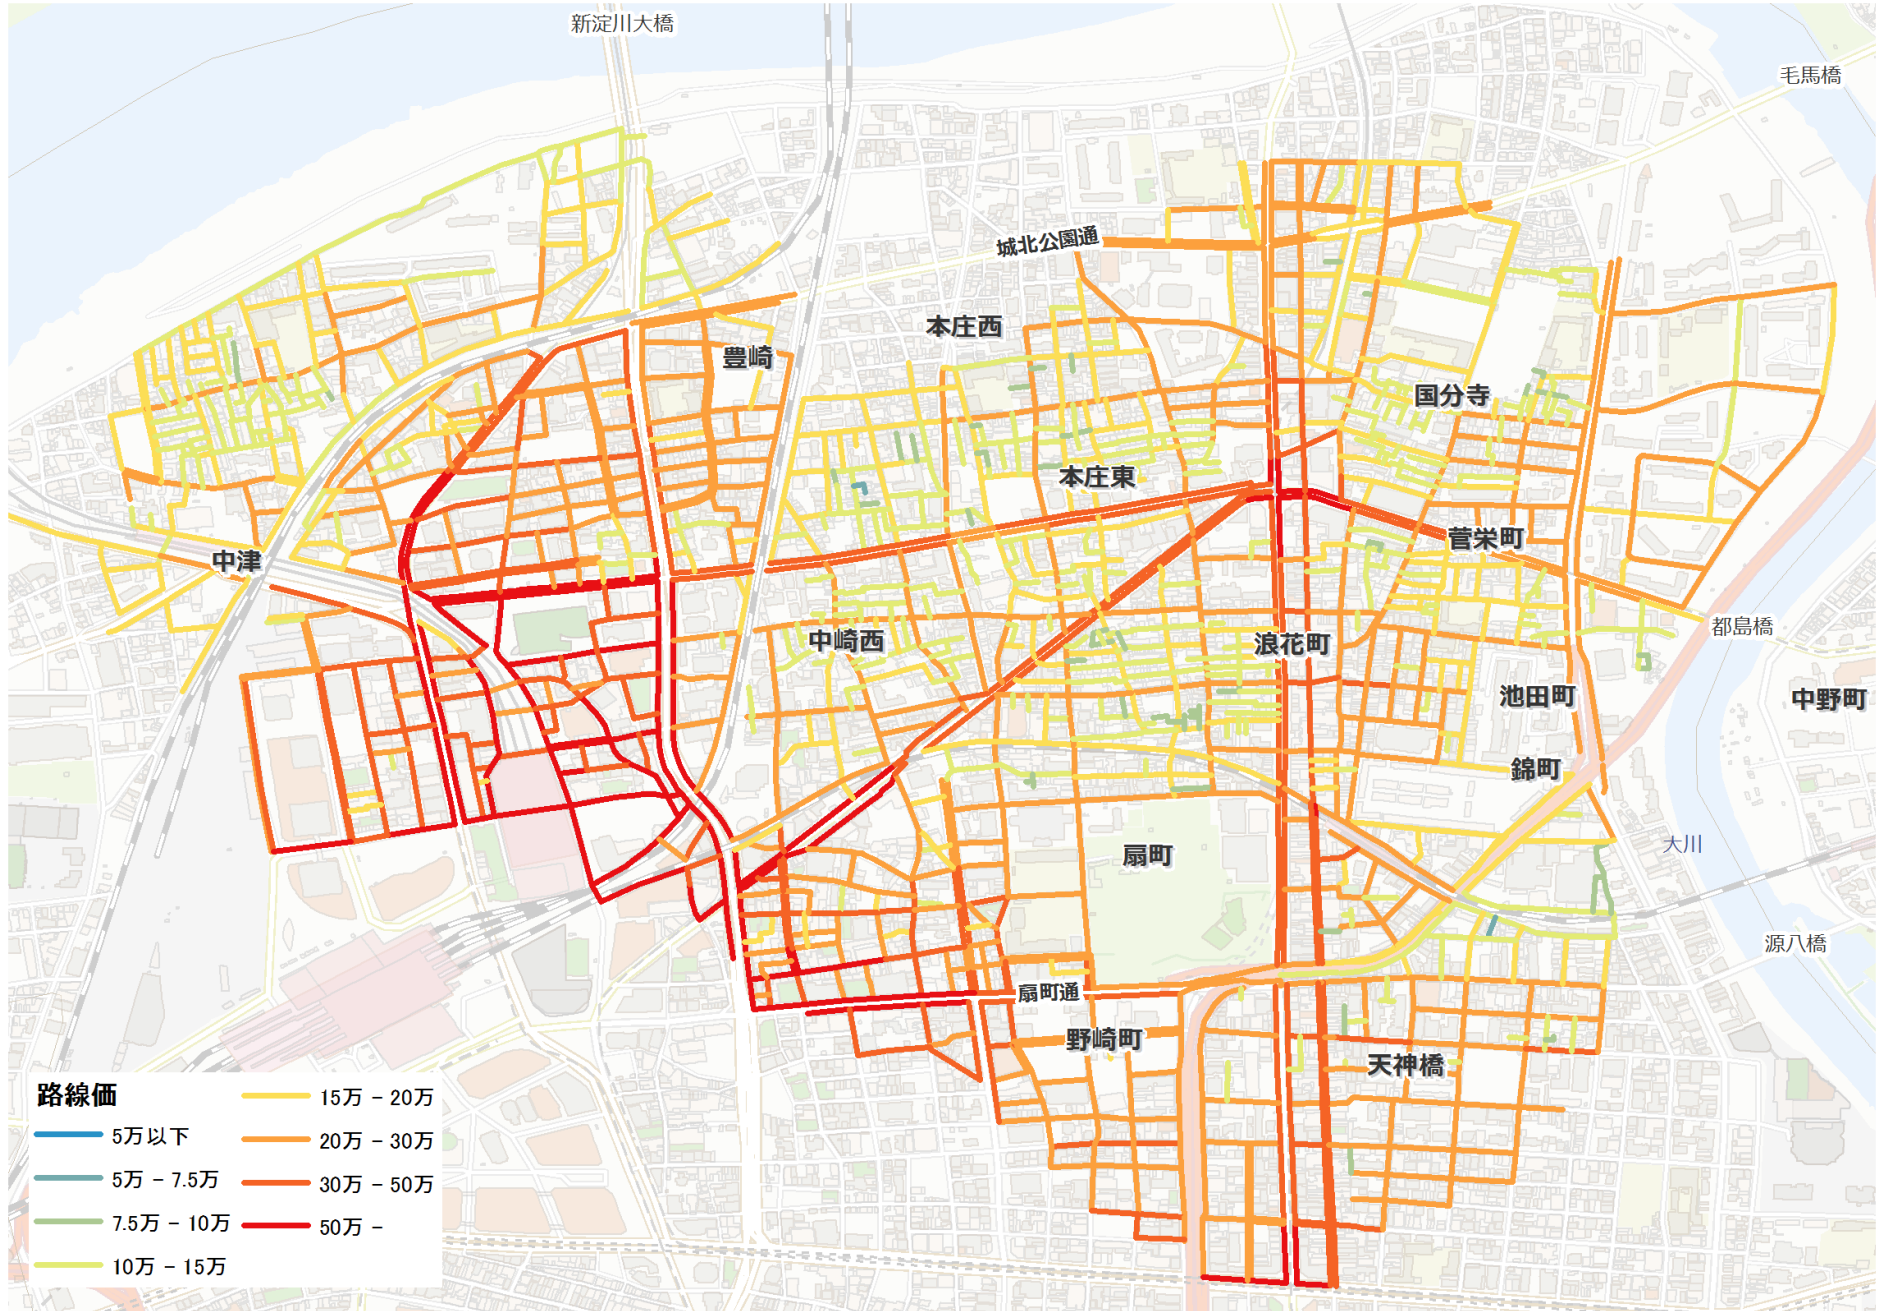 新淀川大橋
毛馬橋
城北公園通
本庄西
豊崎
国分寺
本庄東
菅栄町
中津
都島橋
中崎西
浪花町
池田町
中野町
錦町
大川
扇町
源八橋
扇町通
野崎町
天神橋
路線価
5万以下
5万 - 7.5万
7.5万 - 10万
10万 - 15万
15万 - 20万
20万 - 30万
30万 - 50万
50万 -